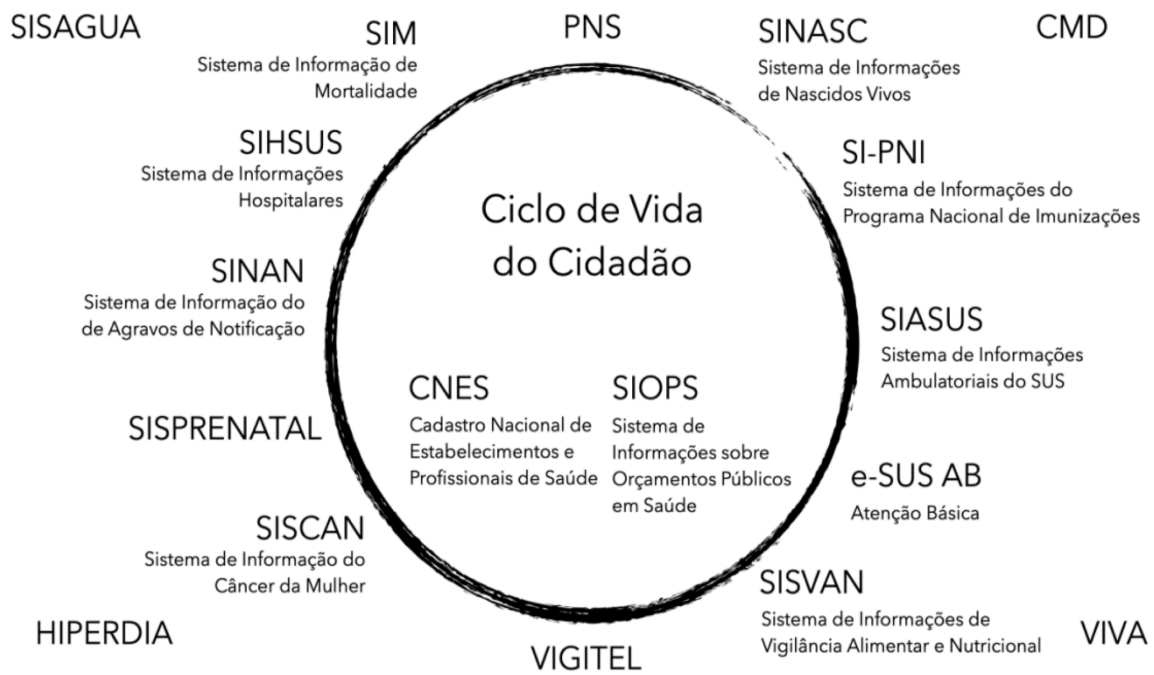 SISAGUA
SIM
Sistema de Informação de
Mortalidade
PNS
SINASC
Sistema de Informações
de Nascidos Vivos
CMD
SIHSUS
Sistema de Informações
Hospitalares
SI-PNI
Sistema de Informações do
Programa Nacional de Imunizações
Ciclo de Vida
do Cidadão
SINAN
Sistema de Informação do
de Agravos de Notificação
SIASUS
Sistema de Informações
Ambulatoriais do SUS
CNES
Cadastro Nacional de
Estabelecimentos e
Profissionais de Saúde
SIOPS
Sistema de
Informações sobre
Orçamentos Públicos
em Saúde
SISPRENATAL
e-SUS AB
Atenção Básica
SISCAN
Sistema de Informação do
Câncer da Mulher
SISVAN
Sistema de Informações de
Vigilância Alimentar e Nutricional
HIPERDIA
VIGITEL
VIVA